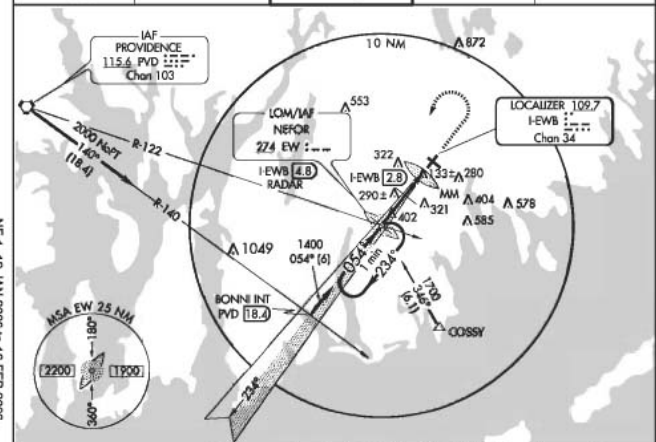 IAF
PROVIDENCE
115.6 PVD
Chan 103
10 NM
872
553
LOCALIZER 109.7
I-EWB
Chan 34
LOM/IAF
NEFOR
274 EW
I-EWB 4.8
RADAR
2000 NoPT
140°
(18.4)
R-122
R-140
322
I-EWB 2.8
133±
280
290±
MM
404
578
321
585
402
1049
1400
054° (6)
054°
1 min
234°
BONNI INT
PVD 18.4
1700
346°
(6.1)
COSSY
234°
MSA EW 25 NM
180°
2200
1900
360°